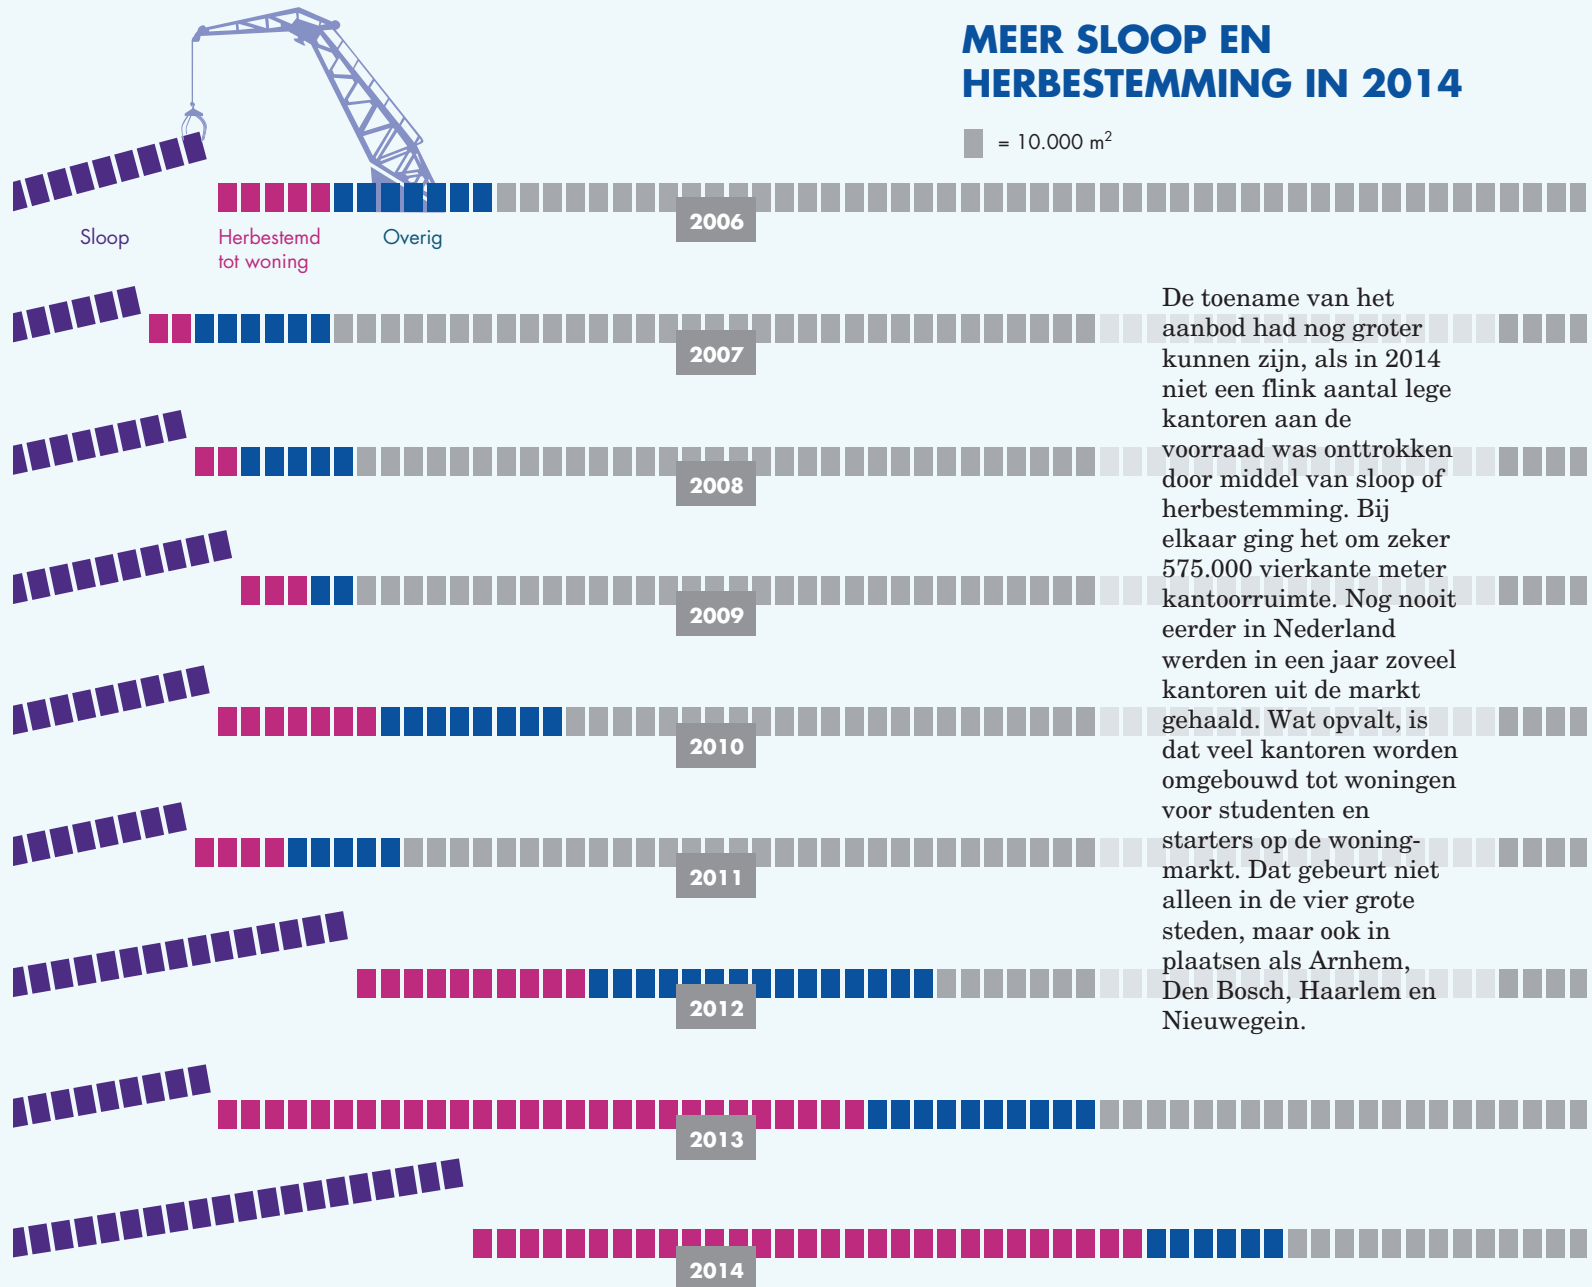 MEER SLOOP EN
HERBESTEMMING IN 2014
= 10.000 m²
2006
Sloop
Herbestemd
tot woning
Overig
2007
2008
2009
2010
2011
2012
2013
2014
De toename van het
aanbod had nog groter
kunnen zijn, als in 2014
niet een flink aantal lege
kantoren aan de
voorraad was onttrokken
door middel van sloop of
herbestemming. Bij
elkaar ging het om zeker
575.000 vierkante meter
kantoorruimte. Nog nooit
eerder in Nederland
werden in een jaar zoveel
kantoren uit de markt
gehaald. Wat opvalt, is
dat veel kantoren worden
omgebouwd tot woningen
voor studenten en
starters op de woning-
markt. Dat gebeurt niet
alleen in de vier grote
steden, maar ook in
plaatsen als Arnhem,
Den Bosch, Haarlem en
Nieuwegein.